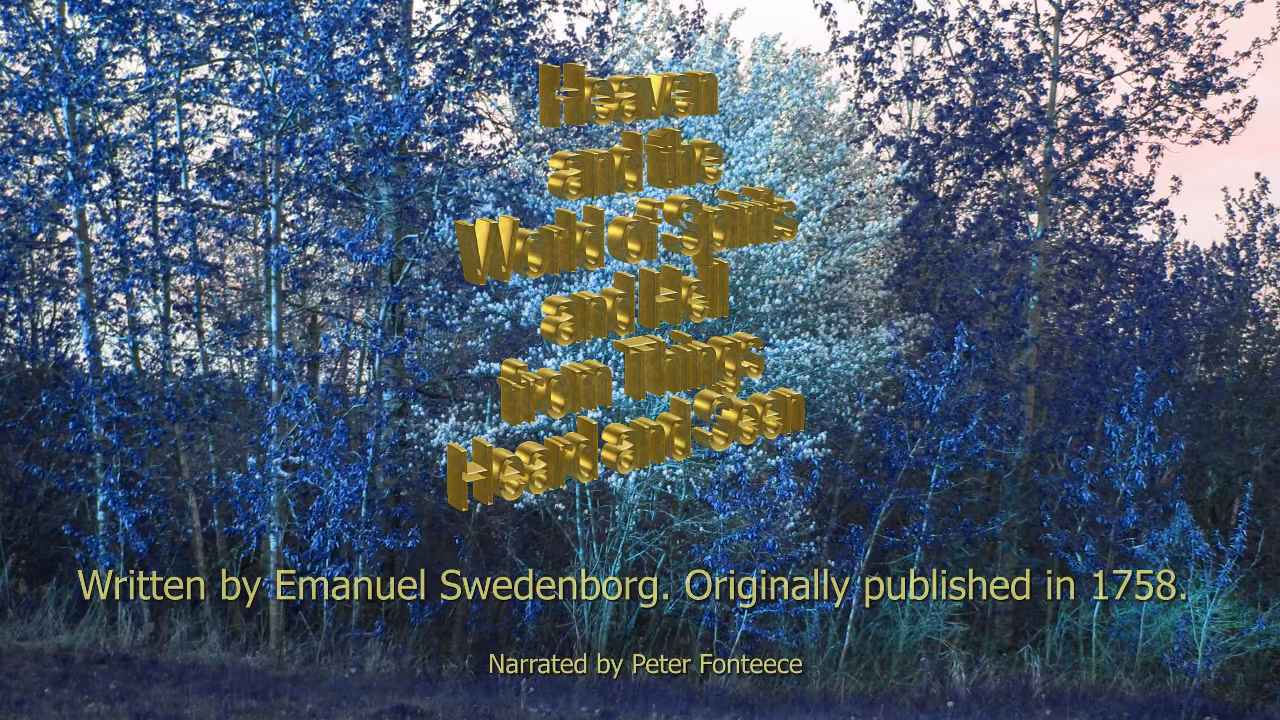 Heaven
and the
World of Spirits
and Hell
from Things
Heard and Seen
Written by Emanuel Swedenborg. Originally published in 1758.
Narrated by Peter Fonteece